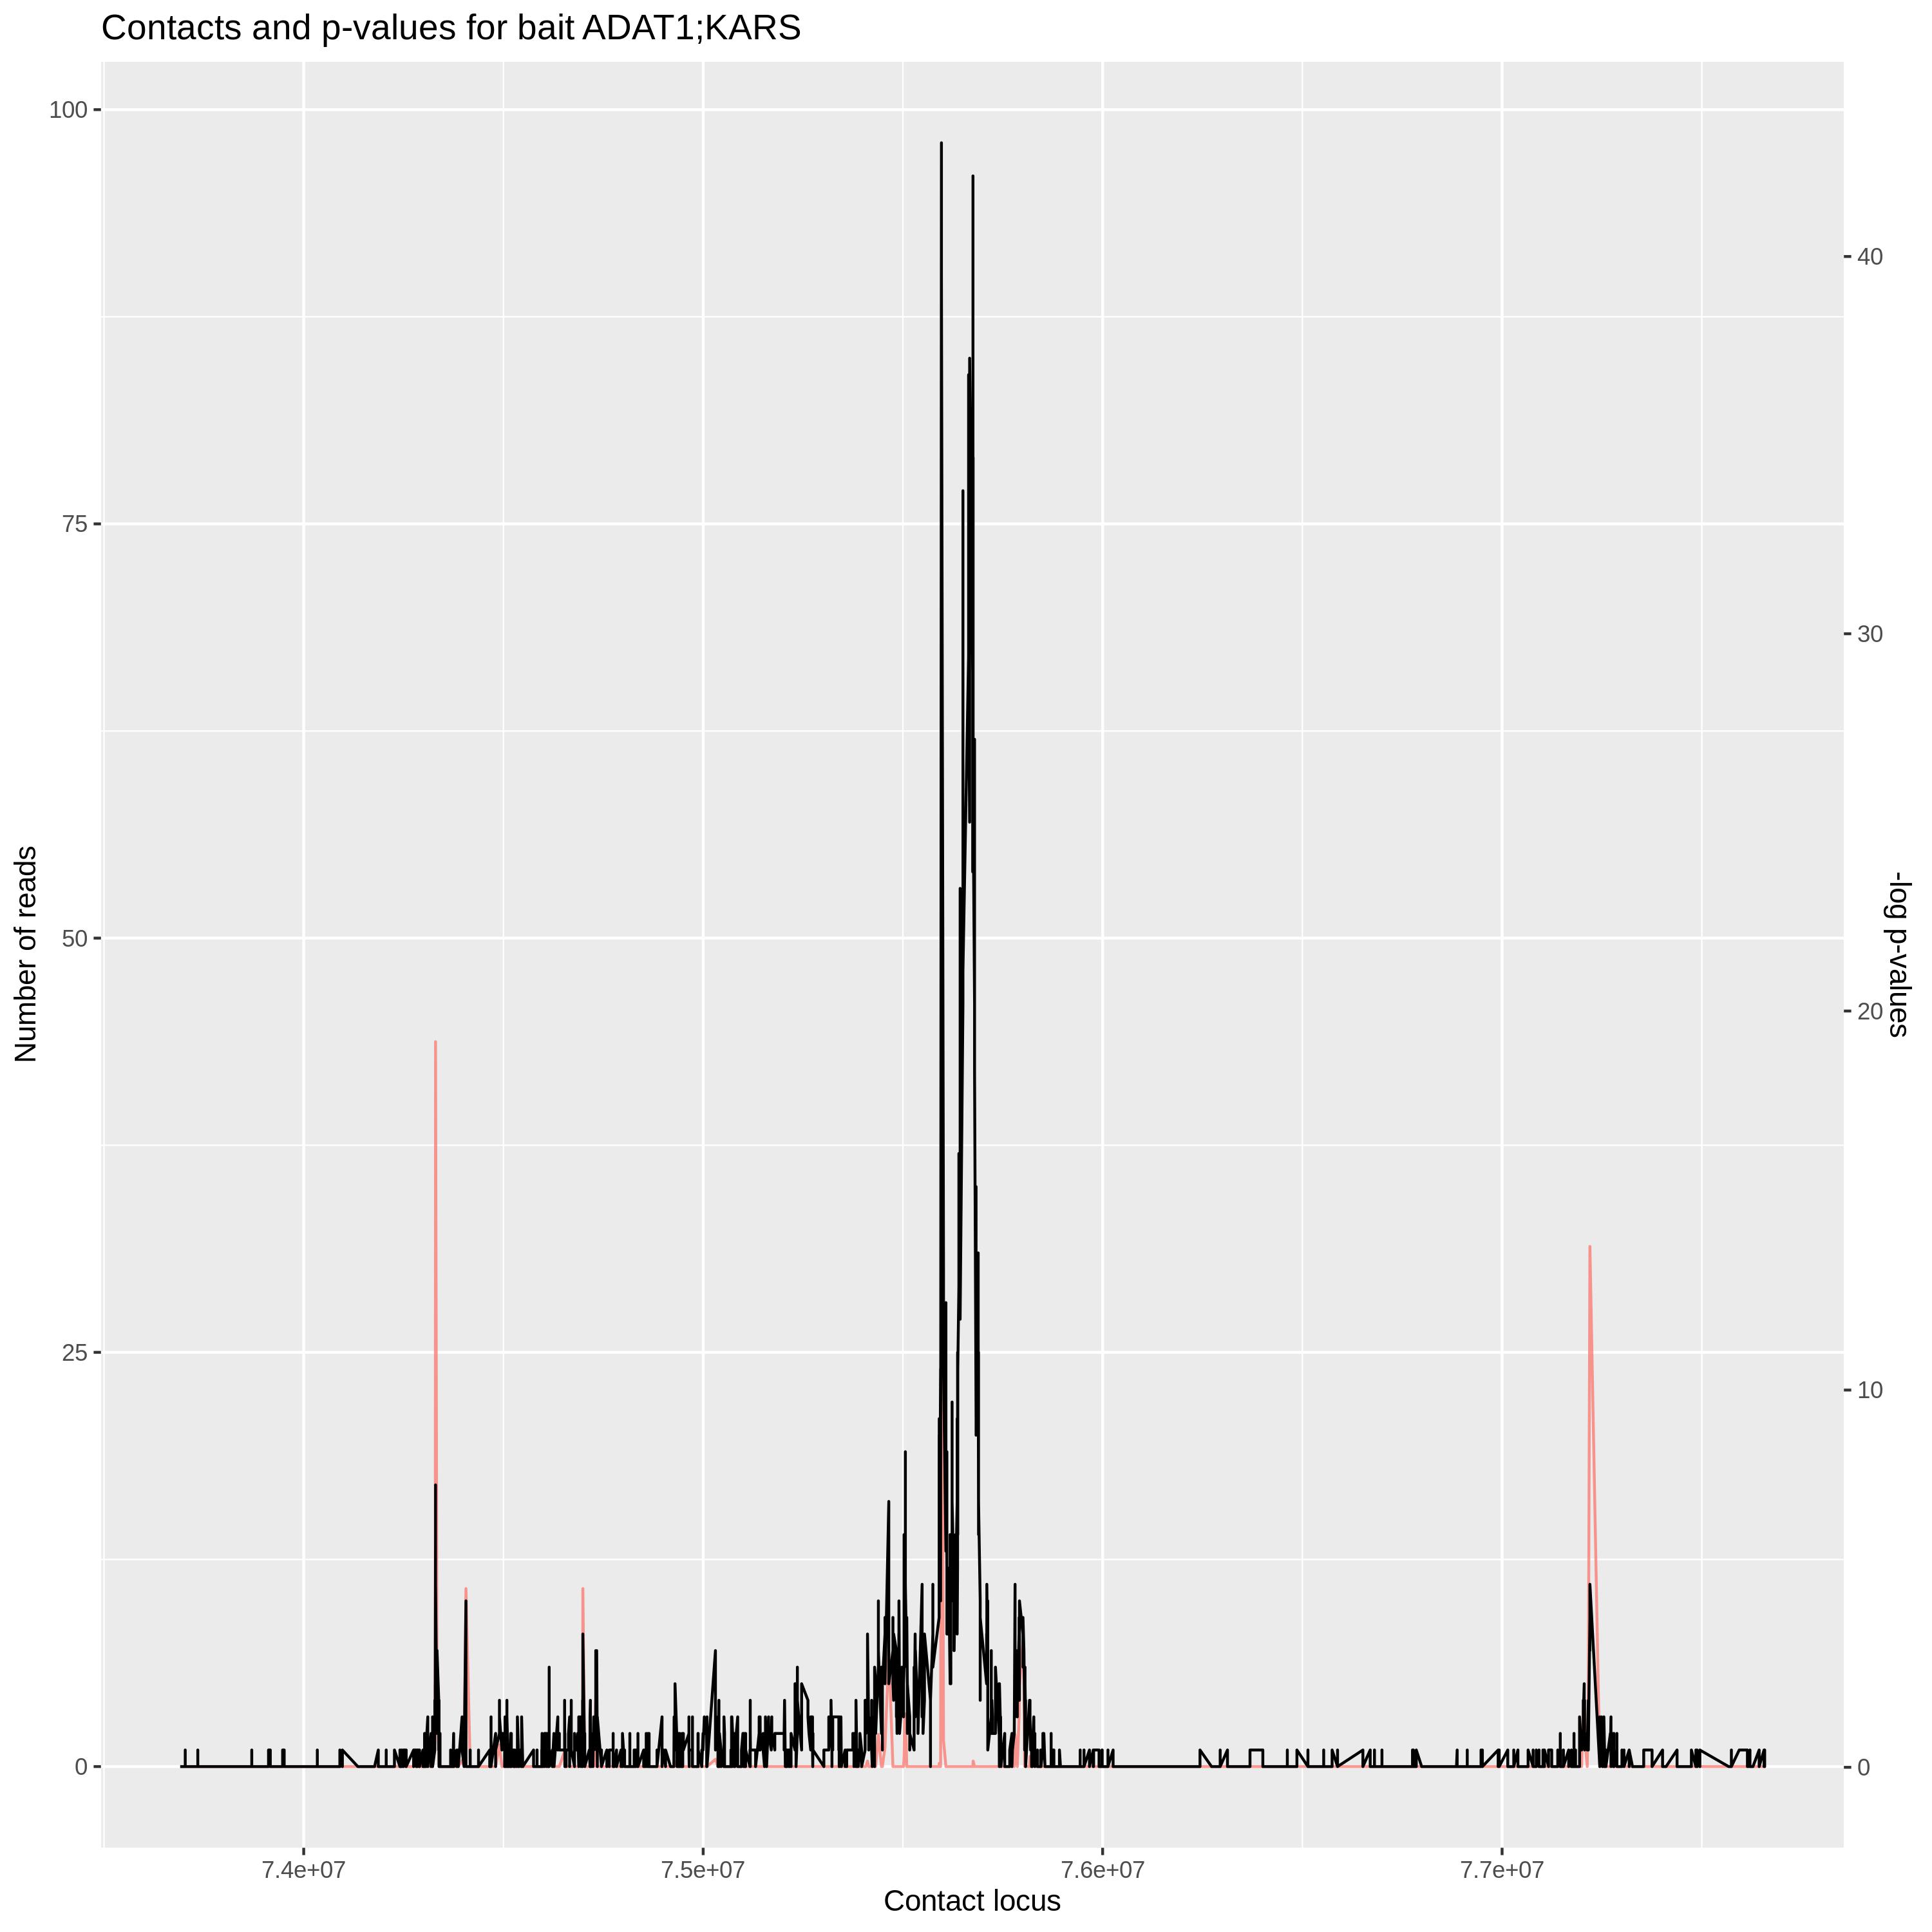 Contacts and p-values for bait ADAT1;KARS
100
75
50
25
0
Number of reads
40
30
20
10
0
-log p-values
7.4e+07
7.5e+07
7.6e+07
7.7e+07
Contact locus